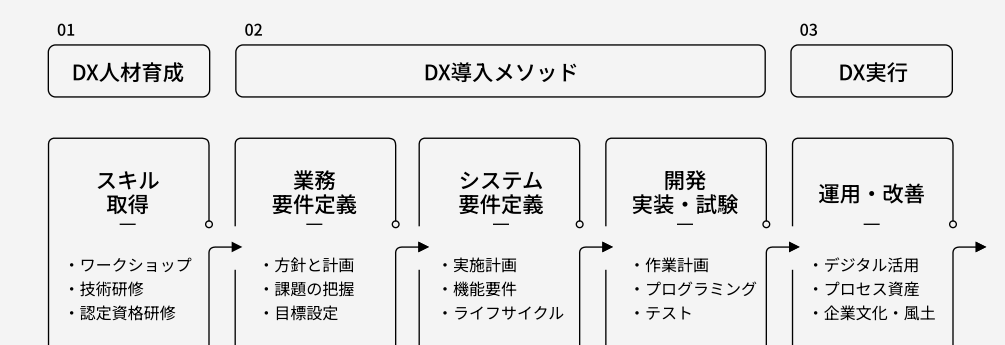 01
DX人材育成
02
DX導入メソッド
03
DX実行
スキル
取得
・ワークショップ
・技術研修
・認定資格研修
業務
要件定義
・方針と計画
・課題の把握
・目標設定
システム
要件定義
・実施計画
・機能要件
・ライフサイクル
開発
実装・試験
・作業計画
・プログラミング
・テスト
運用・改善
・デジタル活用
・プロセス資産
・企業文化・風土